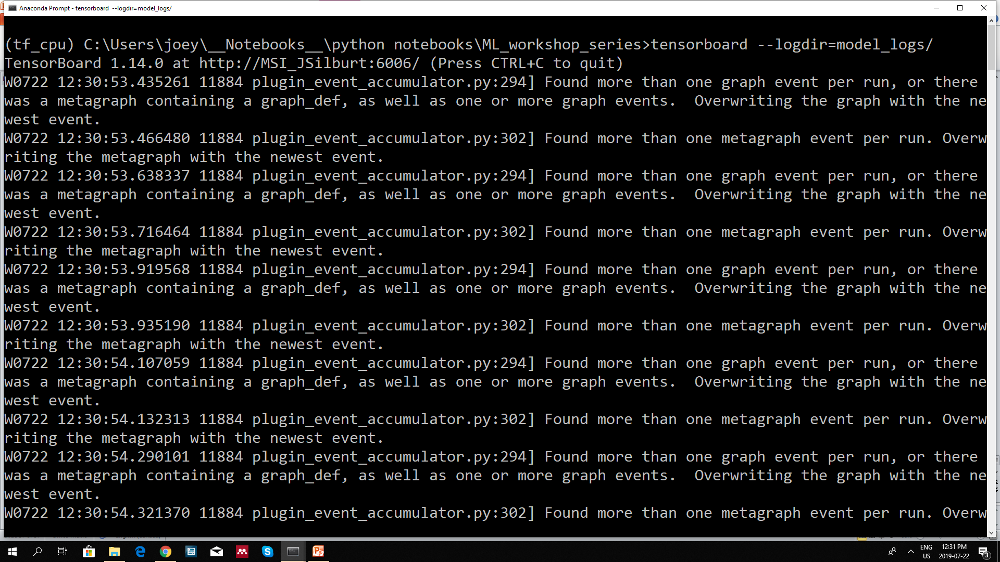 Anaconda Prompt - tensorboard  --logdir=model_logs/
(tf_cpu) C:\Users\joey\__Notebooks__\python notebooks\ML_workshop_series>tensorboard --logdir=model_logs/
TensorBoard 1.14.0 at http://MSI_JSilburt:6006/ (Press CTRL+C to quit)
W0722 12:30:53.435261 11884 plugin_event_accumulator.py:294] Found more than one graph event per run, or there
was a metagraph containing a graph_def, as well as one or more graph events.  Overwriting the graph with the ne
west event.
W0722 12:30:53.466480 11884 plugin_event_accumulator.py:302] Found more than one metagraph event per run. Overw
riting the metagraph with the newest event.
W0722 12:30:53.638337 11884 plugin_event_accumulator.py:294] Found more than one graph event per run, or there
was a metagraph containing a graph_def, as well as one or more graph events.  Overwriting the graph with the ne
west event.
W0722 12:30:53.716464 11884 plugin_event_accumulator.py:302] Found more than one metagraph event per run. Overw
riting the metagraph with the newest event.
W0722 12:30:53.919568 11884 plugin_event_accumulator.py:294] Found more than one graph event per run, or there
was a metagraph containing a graph_def, as well as one or more graph events.  Overwriting the graph with the ne
west event.
W0722 12:30:53.935190 11884 plugin_event_accumulator.py:302] Found more than one metagraph event per run. Overw
riting the metagraph with the newest event.
W0722 12:30:54.107059 11884 plugin_event_accumulator.py:294] Found more than one graph event per run, or there
was a metagraph containing a graph_def, as well as one or more graph events.  Overwriting the graph with the ne
west event.
W0722 12:30:54.132313 11884 plugin_event_accumulator.py:302] Found more than one metagraph event per run. Overw
riting the metagraph with the newest event.
W0722 12:30:54.290101 11884 plugin_event_accumulator.py:294] Found more than one graph event per run, or there
was a metagraph containing a graph_def, as well as one or more graph events.  Overwriting the graph with the ne
west event.
W0722 12:30:54.321370 11884 plugin_event_accumulator.py:302] Found more than one metagraph event per run. Overw
ENG
US
12:31 PM
2019-07-22
3